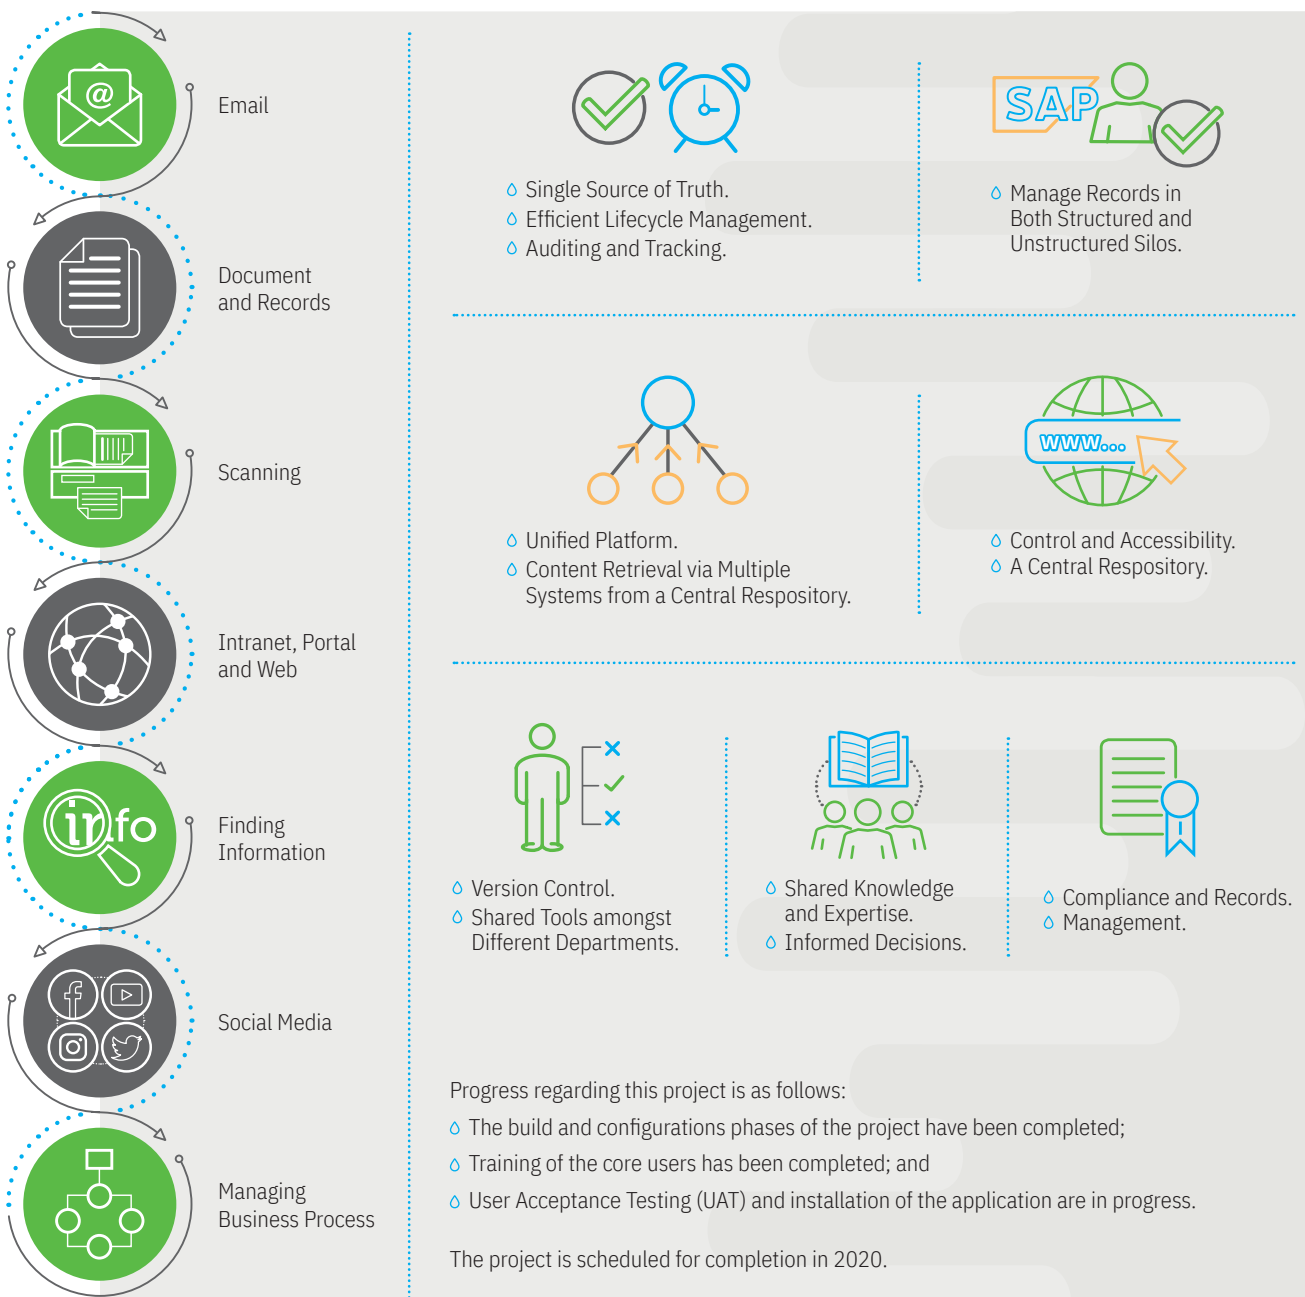 @
Email
Document
and Records
Scanning
Intranet, Portal
and Web
info
Finding
Information
Social Media
Managing
Business Process
Single Source of Truth.
Efficient Lifecycle Management.
Auditing and Tracking.
SAP
Manage Records in
Both Structured and
Unstructured Silos.
Unified Platform.
Content Retrieval via Multiple
Systems from a Central Respository.
www...
Control and Accessibility.
A Central Respository.
Version Control.
Shared Tools amongst
Different Departments.
Shared Knowledge
and Expertise.
Informed Decisions.
Compliance and Records.
Management.
Progress regarding this project is as follows:
The build and configurations phases of the project have been completed;
Training of the core users has been completed; and
User Acceptance Testing (UAT) and installation of the application are in progress.
The project is scheduled for completion in 2020.